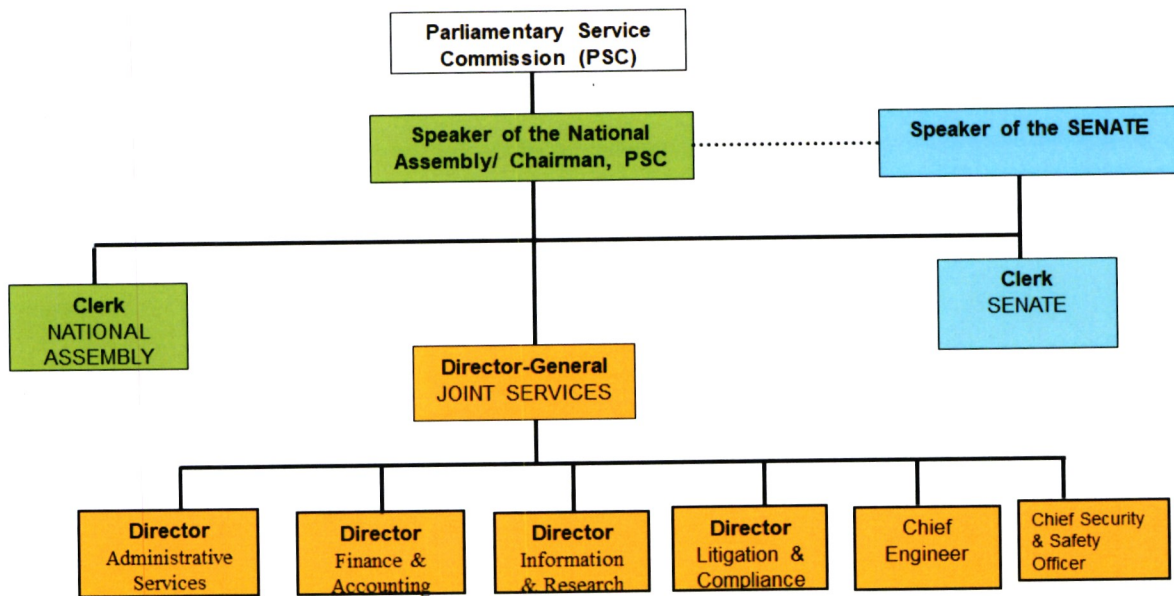 Parliamentary Service
Commission (PSC)
Speaker of the National
Assembly/ Chairman, PSC
Speaker of the SENATE
Clerk
NATIONAL
ASSEMBLY
Clerk
SENATE
Director-General
JOINT SERVICES
Director
Administrative
Services
Director
Finance &
Accounting
Director
Information
& Research
Director
Litigation &
Compliance
Chief
Engineer
Chief Security
& Safety
Officer